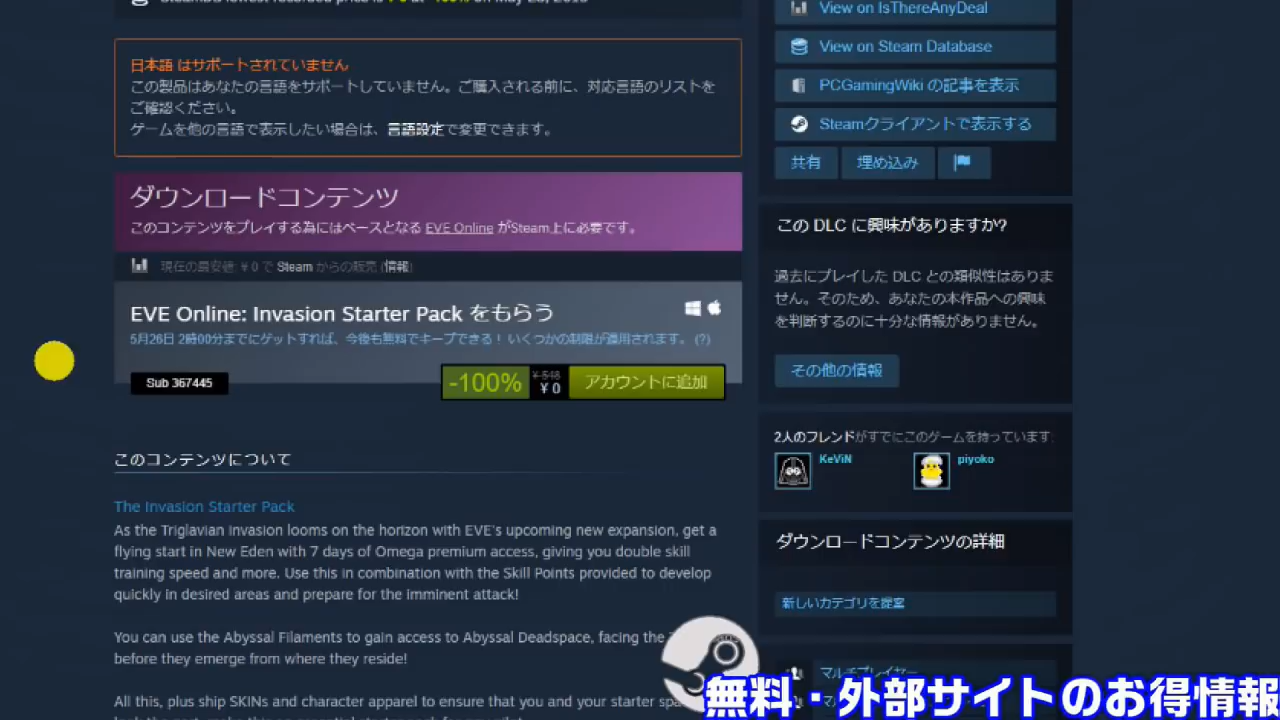 SteamDB lowest recorded price is ¥ 0 at -100% on May 23, 2019
日本語 はサポートされていません
この製品はあなたの言語をサポートしていません。ご購入される前に、対応言語のリストを
ご確認ください。
ゲームを他の言語で表示したい場合は、言語設定で変更できます。
ダウンロードコンテンツ
このコンテンツをプレイする為にはベースとなる EVE Online がSteam上に必要です。
現在の最安値: ¥ 0 で Steam からの販売 (情報)
EVE Online: Invasion Starter Pack をもらう
5月26日 2時00分までにゲットすれば、今後も無料でキープできる！ いくつかの制限が適用されます。 (?)
Sub 367445
-100%
¥ 548
¥ 0
アカウントに追加
このコンテンツについて
The Invasion Starter Pack
As the Triglavian Invasion looms on the horizon with EVE's upcoming new expansion, get a
flying start in New Eden with 7 days of Omega premium access, giving you double skill
training speed and more. Use this in combination with the Skill Points provided to develop
quickly in desired areas and prepare for the imminent attack!
You can use the Abyssal Filaments to gain access to Abyssal Deadspace, facing the
before they emerge from where they reside!
All this, plus ship SKINs and character apparel to ensure that you and your starter
View on IsThereAnyDeal
View on Steam Database
PCGamingWiki の記事を表示
Steamクライアントで表示する
共有
埋め込み
この DLC に興味がありますか?
過去にプレイした DLC との類似性はありま
せん。そのため、あなたの本作品への興味
を判断するのに十分な情報がありません。
その他の情報
2人のフレンドがすでにこのゲームを持っています:
KeViN
piyoko
ダウンロードコンテンツの詳細
新しいカテゴリを提案
マルチプレイヤー
無料・外部サイトのお得情報